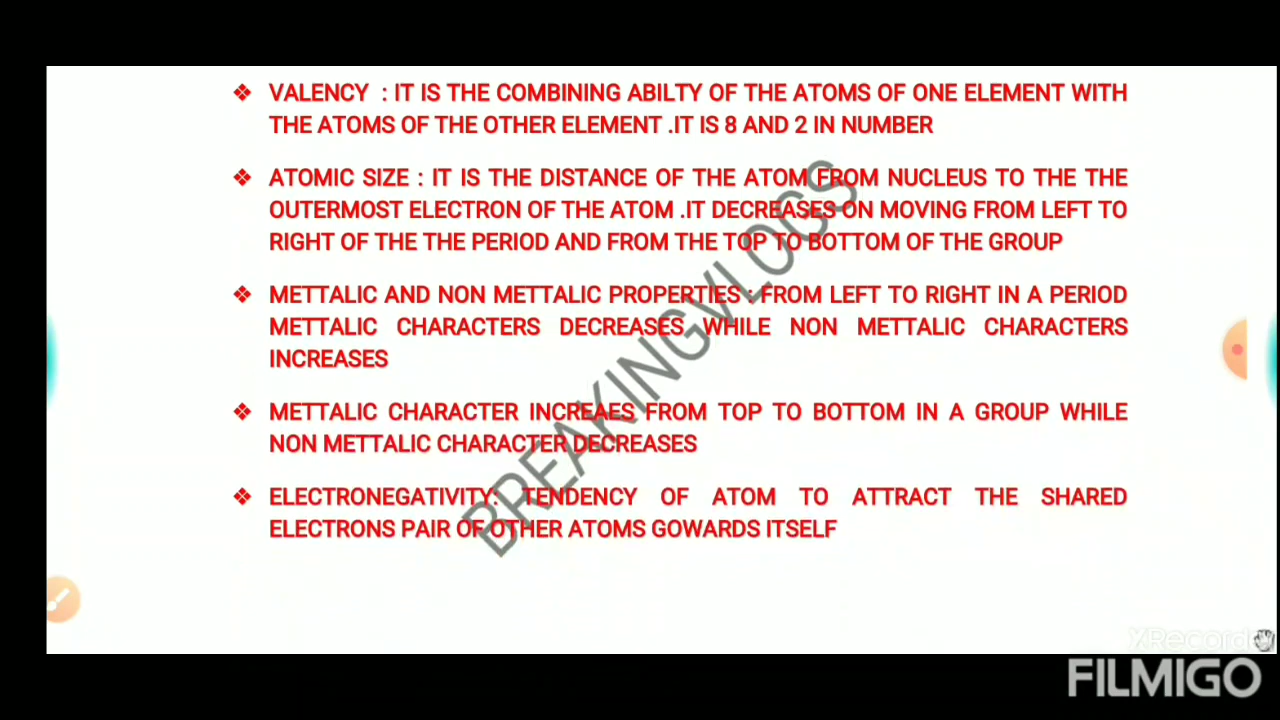 ❖ VALENCY : IT IS THE COMBINING ABILTY OF THE ATOMS OF ONE ELEMENT WITH
THE ATOMS OF THE OTHER ELEMENT .IT IS 8 AND 2 IN NUMBER
❖ ATOMIC SIZE : IT IS THE DISTANCE OF THE ATOM FROM NUCLEUS TO THE THE
OUTERMOST ELECTRON OF THE ATOM .IT DECREASES ON MOVING FROM LEFT TO
RIGHT OF THE THE PERIOD AND FROM THE TOP TO BOTTOM OF THE GROUP
❖ METTALIC AND NON METTALIC PROPERTIES : FROM LEFT TO RIGHT IN A PERIOD
METTALIC CHARACTERS DECREASES WHILE NON METTALIC CHARACTERS
INCREASES
❖ METTALIC CHARACTER INCREAES FROM TOP TO BOTTOM IN A GROUP WHILE
NON METTALIC CHARACTER DECREASES
❖ ELECTRONEGATIVITY: TENDENCY OF ATOM TO ATTRACT THE SHARED
ELECTRONS PAIR OF OTHER ATOMS GOWARDS ITSELF
BREAKINGVLOGS
XRecorder
FILMIGO